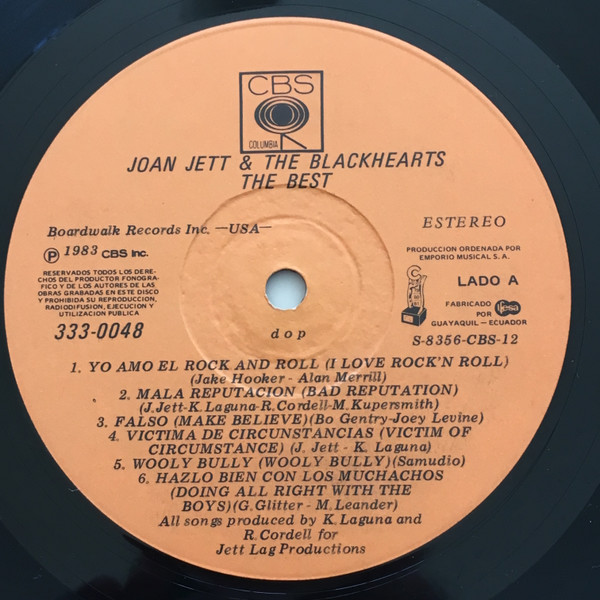 CBS
COLUMBIA
JOAN JETT & THE BLACKHEARTS
THE BEST
Boardwalk Records Inc. —USA—
Ⓟ 1983 CBS Inc.
RESERVADOS TODOS LOS DERE-
CHOS DEL PRODUCTOR FONOGRA-
FICO Y DE LOS AUTORES DE LAS
OBRAS GRABADAS EN ESTE DISCO
Y PROHIBIDA SU REPRODUCCION,
RADIODIFUSION, EJECUCION Y
UTILIZACION PUBLICA
333-0048
ESTEREO
PRODUCCION ORDENADA POR
EMPORIO MUSICAL S. A.
LADO A
FABRICADO
POR fesa
GUAYAQUIL — ECUADOR
S-8356-CBS-12
dop
1. YO AMO EL ROCK AND ROLL (I LOVE ROCK'N ROLL)
(Jake Hooker - Alan Merrill)
2. MALA REPUTACION (BAD REPUTATION)
(J. Jett-K. Laguna-R. Cordell-M. Kupersmith)
3. FALSO (MAKE BELIEVE)(Bo Gentry-Joey Levine)
4. VICTIMA DE CIRCUNSTANCIAS (VICTIM OF
CIRCUMSTANCE) (J. Jett - K. Laguna)
5. WOOLY BULLY (WOOLY BULLY)(Samudio)
6. HAZLO BIEN CON LOS MUCHACHOS
(DOING ALL RIGHT WITH THE
BOYS)(G. Glitter - M. Leander)
All songs produced by K. Laguna and
R. Cordell for
Jett Lag Productions